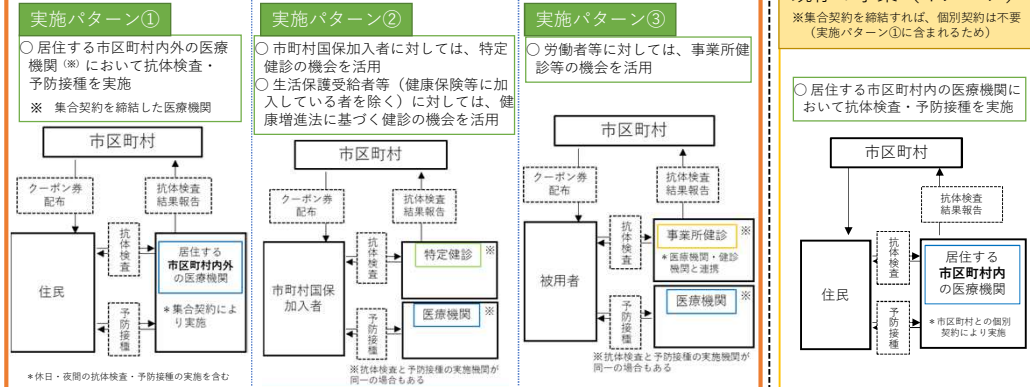 実施パターン①
○ 居住する市区町村内外の医療
機関(※)において抗体検査・
予防接種を実施
※ 集合契約を締結した医療機関
市区町村
クーポン券
配布
抗体検査
結果報告
住民
抗体検査
予防接種
居住する
市区町村内外
の医療機関
*集合契約によ
り実施
*休日・夜間の抗体検査・予防接種の実施を含む
実施パターン②
○ 市町村国保加入者に対しては、特定
健診の機会を活用
○ 生活保護受給者等（健康保険等に加
入している者を除く）に対しては、健
康増進法に基づく健診の機会を活用
市区町村
クーポン券
配布
抗体検査
結果報告
市町村国保
加入者
抗体検査
予防接種
特定健診
※
医療機関
※
※抗体検査と予防接種の実施機関が
同一の場合もある
実施パターン③
○ 労働者等に対しては、事業所健
診等の機会を活用
市区町村
クーポン券
配布
抗体検査
結果報告
被用者
抗体検査
予防接種
事業所健診
※
*医療機関・健診
機関と連携
医療機関
※
※抗体検査と予防接種の実施機関が
同一の場合もある
※集合契約を締結すれば、個別契約は不要
（実施パターン①に含まれるため）
○ 居住する市区町村内の医療機関に
おいて抗体検査・予防接種を実施
市区町村
抗体検査
結果報告
住民
抗体検査
予防接種
居住する
市区町村内
の医療機関
*市区町村との個別
契約により実施